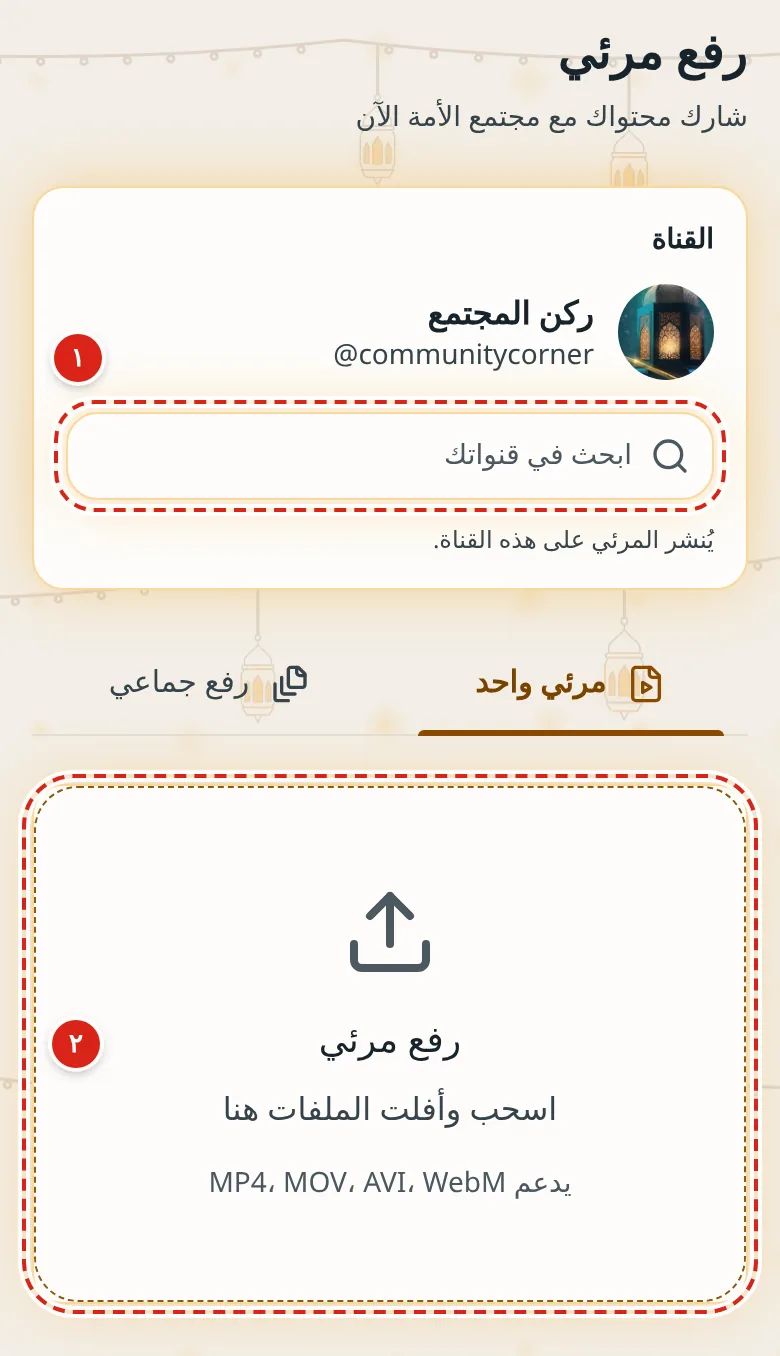 رفع مرئي
شارك محتواك مع مجتمع الأمة الآن
القناة
ركن المجتمع
@communitycorner
١
ابحث في قنواتك
يُنشر المرئي على هذه القناة.
مرئي واحد
رفع جماعي
٢
رفع مرئي
اسحب وأفلت الملفات هنا
يدعم MP4، MOV، AVI، WebM